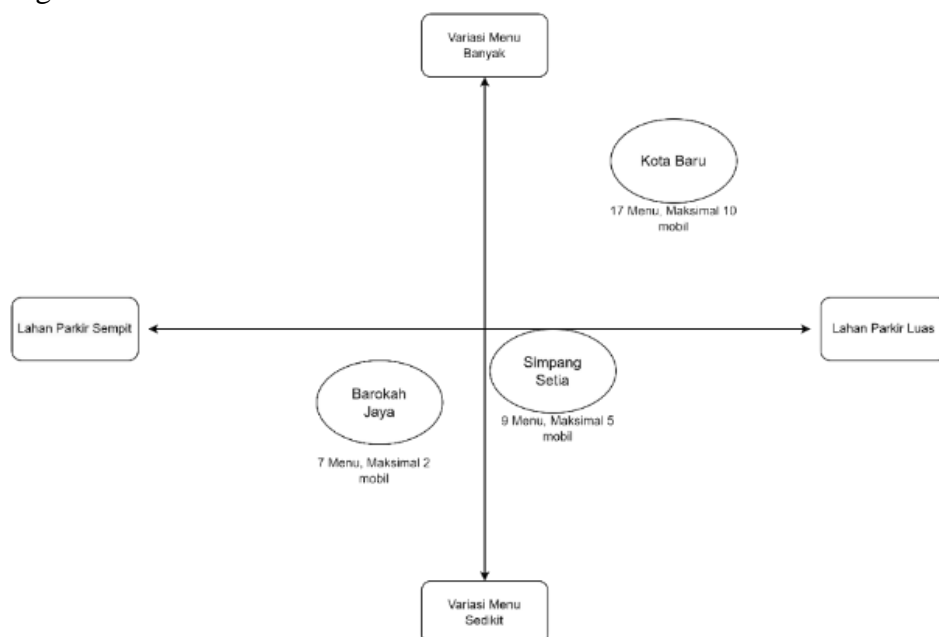 Variasi Menu
Banyak
Kota Baru
17 Menu, Maksimal 10
mobil
Lahan Parkir Sempit
Lahan Parkir Luas
Simpang
Setia
9 Menu, Maksimal 5
mobil
Barokah
Jaya
7 Menu, Maksimal 2
mobil
Variasi Menu
Sedikit